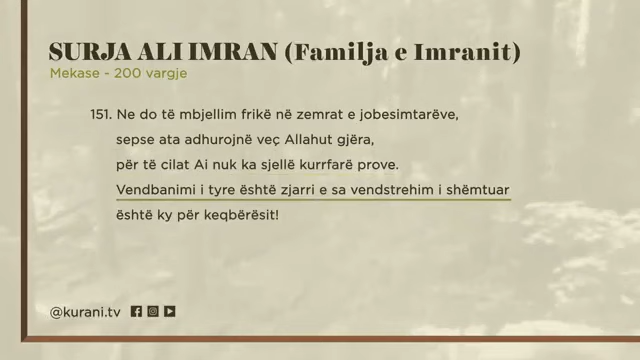 SURJA ALI IMRAN (Familja e Imranit)
Mekase - 200 vargje
151. Ne do të mbjellim frikë në zemrat e jobesimtarëve,
sepse ata adhurojnë veç Allahut gjëra,
për të cilat Ai nuk ka sjellë kurrfarë prove.
Vendbanimi i tyre është zjarri e sa vendstrehim i shëmtuar
është ky për keqbërësit!
@kurani.tv